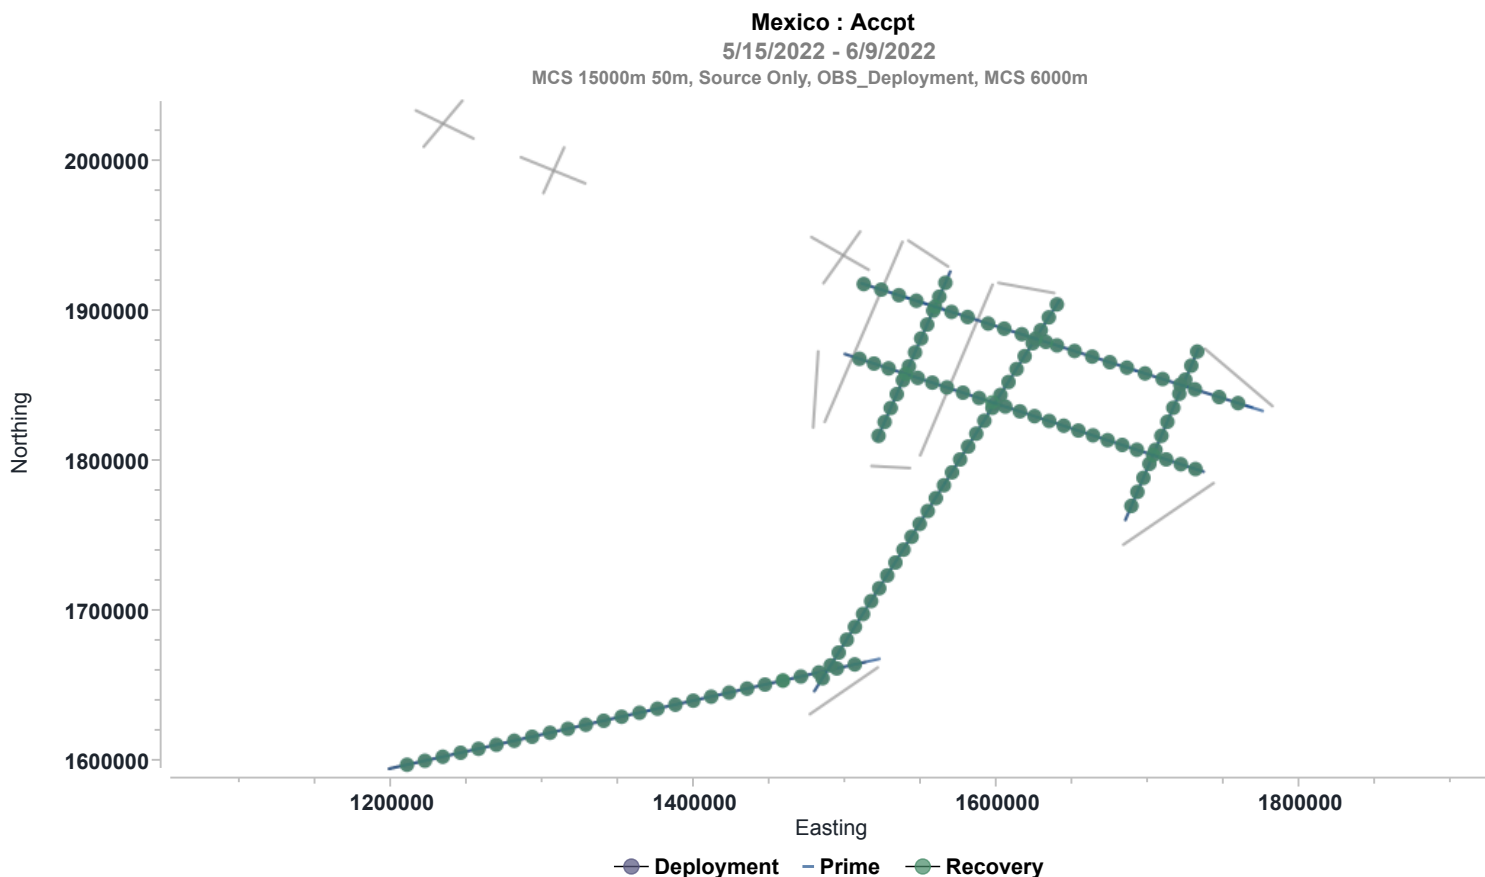 Mexico : Accpt
5/15/2022 - 6/9/2022
MCS 15000m 50m, Source Only, OBS_Deployment, MCS 6000m
2000000
1900000
1800000
1700000
1600000
Northing
1200000 1400000 1600000 1800000
Easting
Deployment Prime Recovery